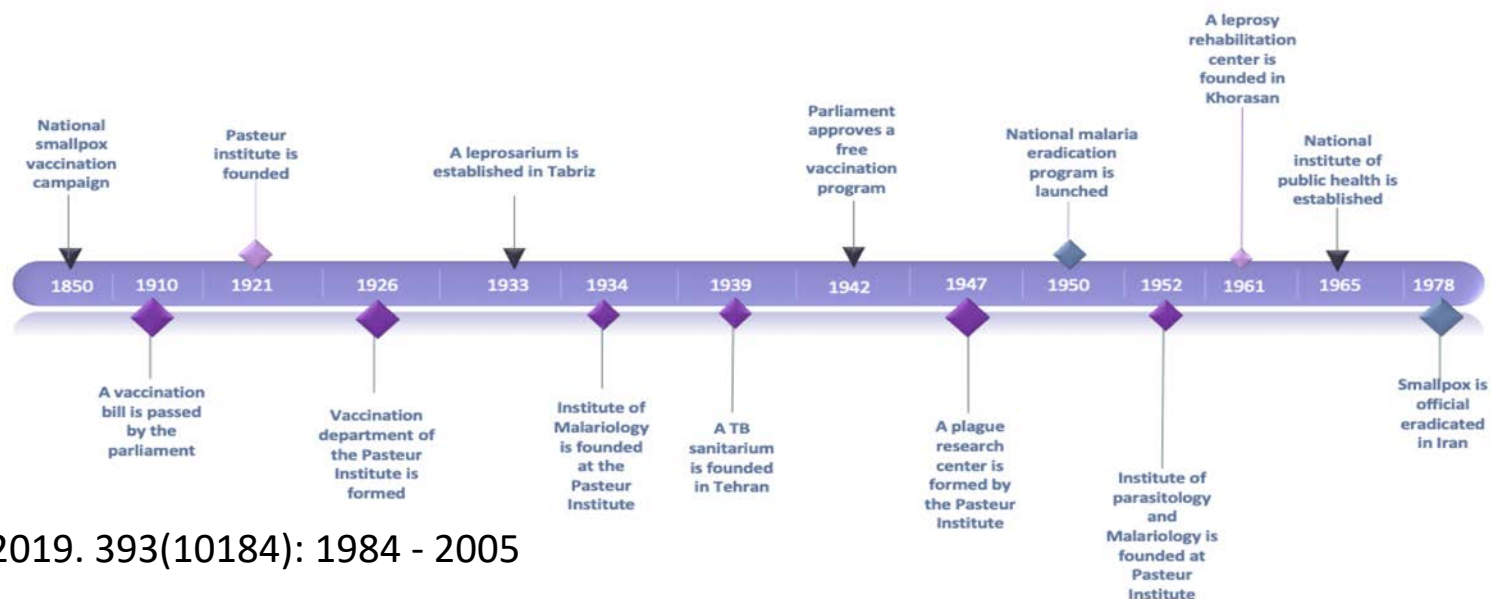 A leprosy
rehabilitation
center is
founded in
Khorasan
National
smallpox
vaccination
campaign
Pasteur
institute is
founded
A leprosarium is
established in Tabriz
Parliament
approves a
free
vaccination
program
National malaria
eradication
program is
launched
National
institute of
public health is
established
1850 1910 1921 1926 1933 1934 1939 1942 1947 1950 1952 1961 1965 1978
A vaccination
bill is passed
by the
parliament
Vaccination
department of
the Pasteur
Institute is
formed
Institute of
Malariology
is founded
at the
Pasteur
Institute
A TB
sanitarium
is founded
in Tehran
A plague
research
center is
formed by
the Pasteur
Institute
Institute of
parasitology
and
Malariology is
founded at
Pasteur
Institute
Smallpox is
official
eradicated
in Iran
2019. 393(10184): 1984 - 2005